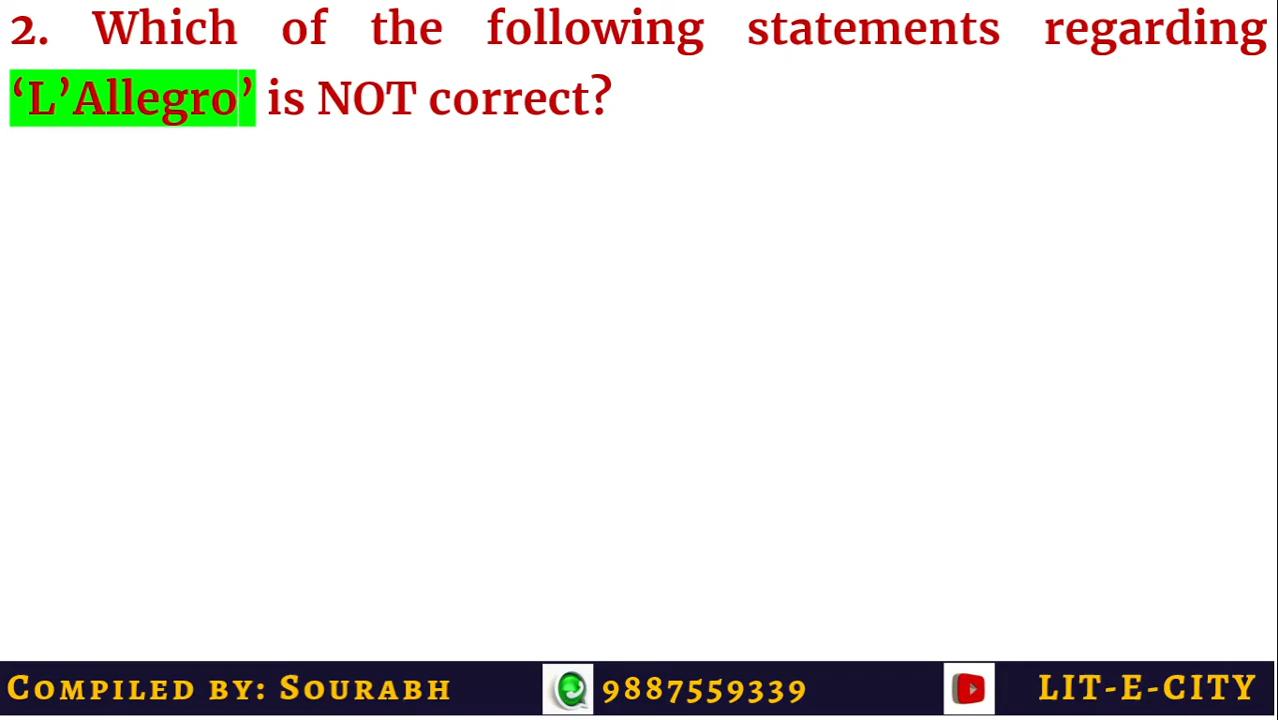 2. Which of the following statements regarding
‘L’Allegro’ is NOT correct?
COMPILED BY: SOURABH 9887559339 LIT-E-CITY